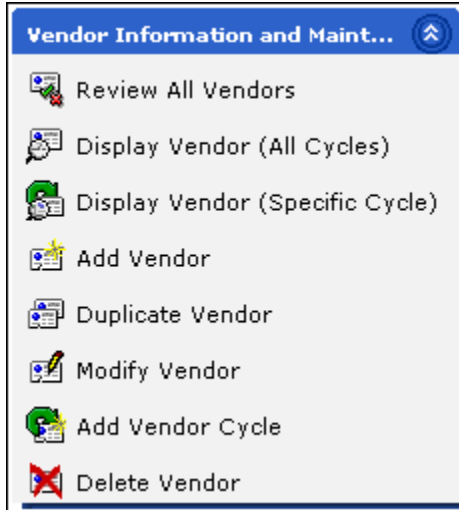 Vendor Information and Maint...
Review All Vendors
Display Vendor (All Cycles)
Display Vendor (Specific Cycle)
Add Vendor
Duplicate Vendor
Modify Vendor
Add Vendor Cycle
Delete Vendor